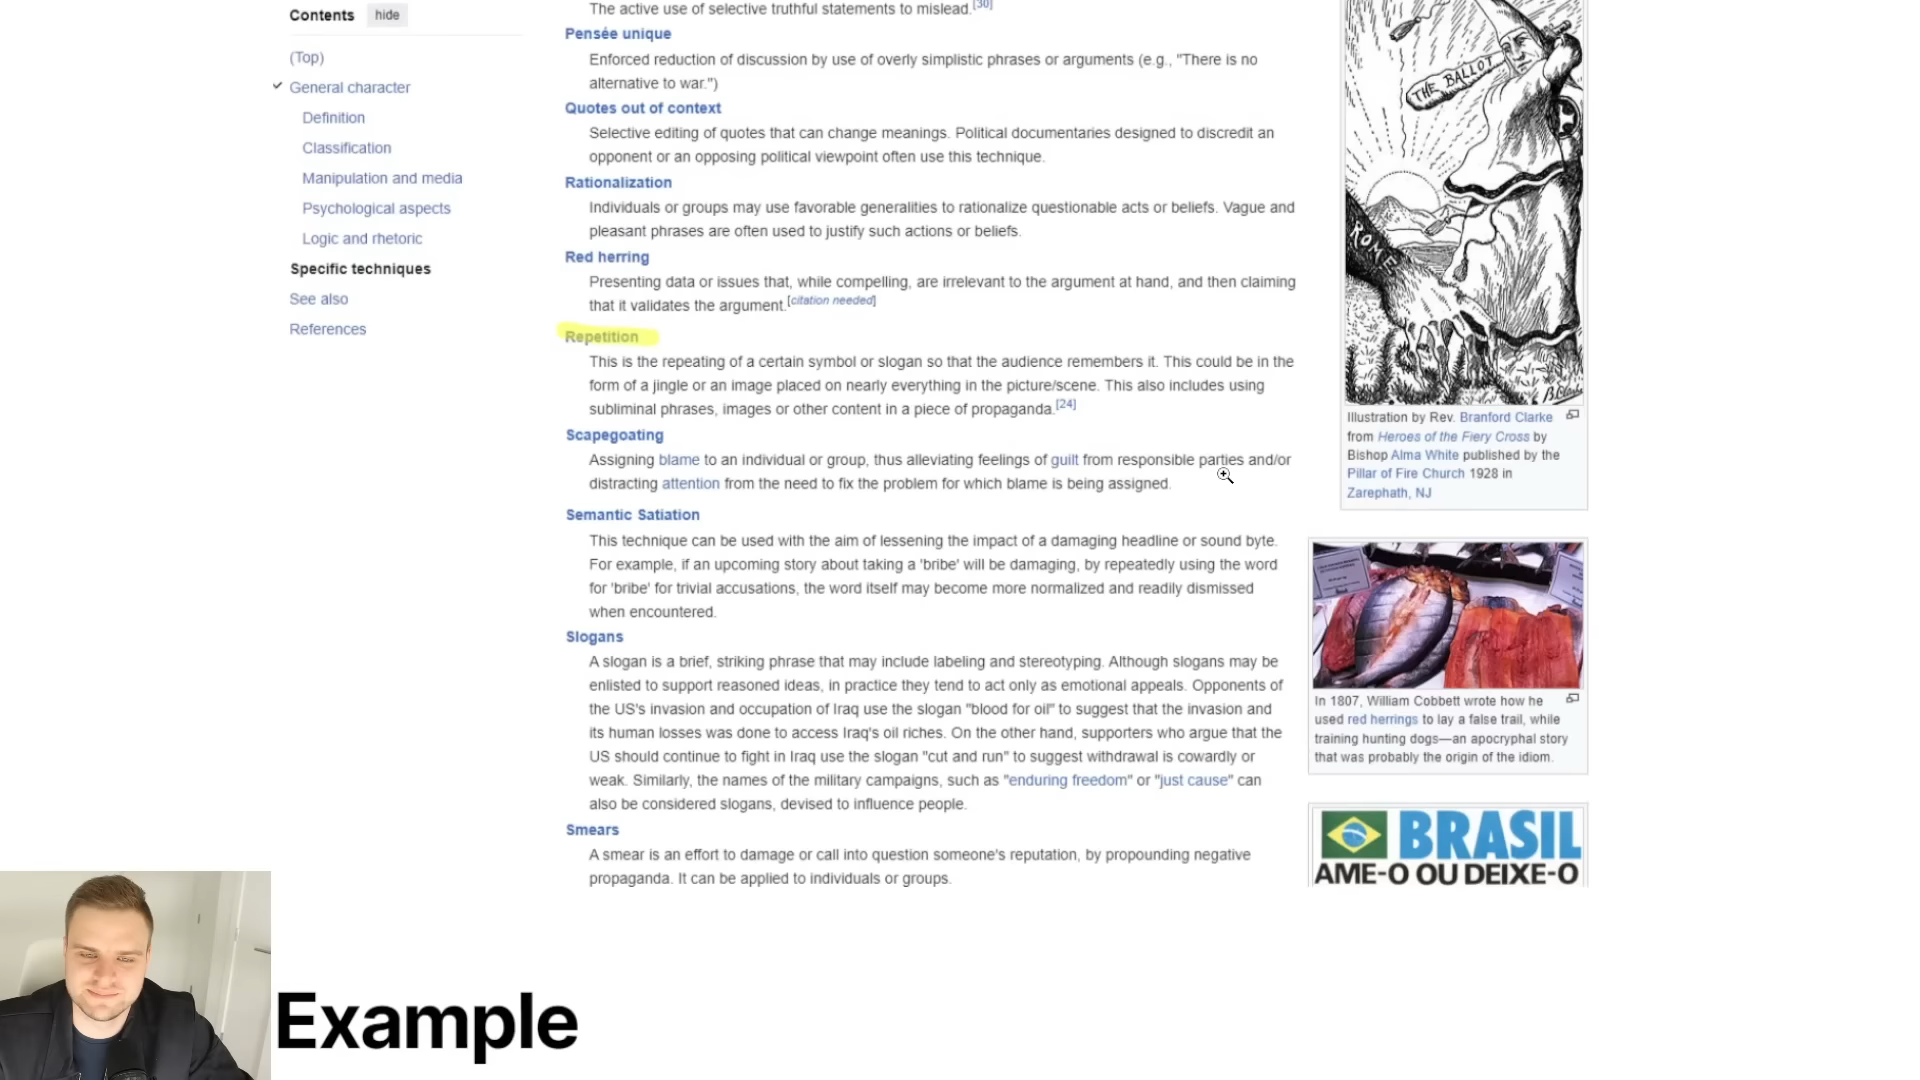 Contents hide
(Top)
General character
Definition
Classification
Manipulation and media
Psychological aspects
Logic and rhetoric
Specific techniques
See also
References
The active use of selective truthful statements to mislead.[30]
Pensée unique
Enforced reduction of discussion by use of overly simplistic phrases or arguments (e.g., "There is no
alternative to war.")
Quotes out of context
Selective editing of quotes that can change meanings. Political documentaries designed to discredit an
opponent or an opposing political viewpoint often use this technique.
Rationalization
Individuals or groups may use favorable generalities to rationalize questionable acts or beliefs. Vague and
pleasant phrases are often used to justify such actions or beliefs.
Red herring
Presenting data or issues that, while compelling, are irrelevant to the argument at hand, and then claiming
that it validates the argument.[citation needed]
Repetition
This is the repeating of a certain symbol or slogan so that the audience remembers it. This could be in the
form of a jingle or an image placed on nearly everything in the picture/scene. This also includes using
subliminal phrases, images or other content in a piece of propaganda.[24]
Scapegoating
Assigning blame to an individual or group, thus alleviating feelings of guilt from responsible parties and/or
distracting attention from the need to fix the problem for which blame is being assigned.
Semantic Satiation
This technique can be used with the aim of lessening the impact of a damaging headline or sound byte.
For example, if an upcoming story about taking a 'bribe' will be damaging, by repeatedly using the word
for 'bribe' for trivial accusations, the word itself may become more normalized and readily dismissed
when encountered.
Slogans
A slogan is a brief, striking phrase that may include labeling and stereotyping. Although slogans may be
enlisted to support reasoned ideas, in practice they tend to act only as emotional appeals. Opponents of
the US's invasion and occupation of Iraq use the slogan "blood for oil" to suggest that the invasion and
its human losses was done to access Iraq's oil riches. On the other hand, supporters who argue that the
US should continue to fight in Iraq use the slogan "cut and run" to suggest withdrawal is cowardly or
weak. Similarly, the names of the military campaigns, such as "enduring freedom" or "just cause" can
also be considered slogans, devised to influence people.
Smears
A smear is an effort to damage or call into question someone's reputation, by propounding negative
propaganda. It can be applied to individuals or groups.
THE BALLOT
ROME
B. Clarke
Illustration by Rev. Branford Clarke
from Heroes of the Fiery Cross by
Bishop Alma White published by the
Pillar of Fire Church 1928 in
Zarephath, NJ
In 1807, William Cobbett wrote how he
used red herrings to lay a false trail, while
training hunting dogs—an apocryphal story
that was probably the origin of the idiom.
BRASIL
AME-O OU DEIXE-O
Example